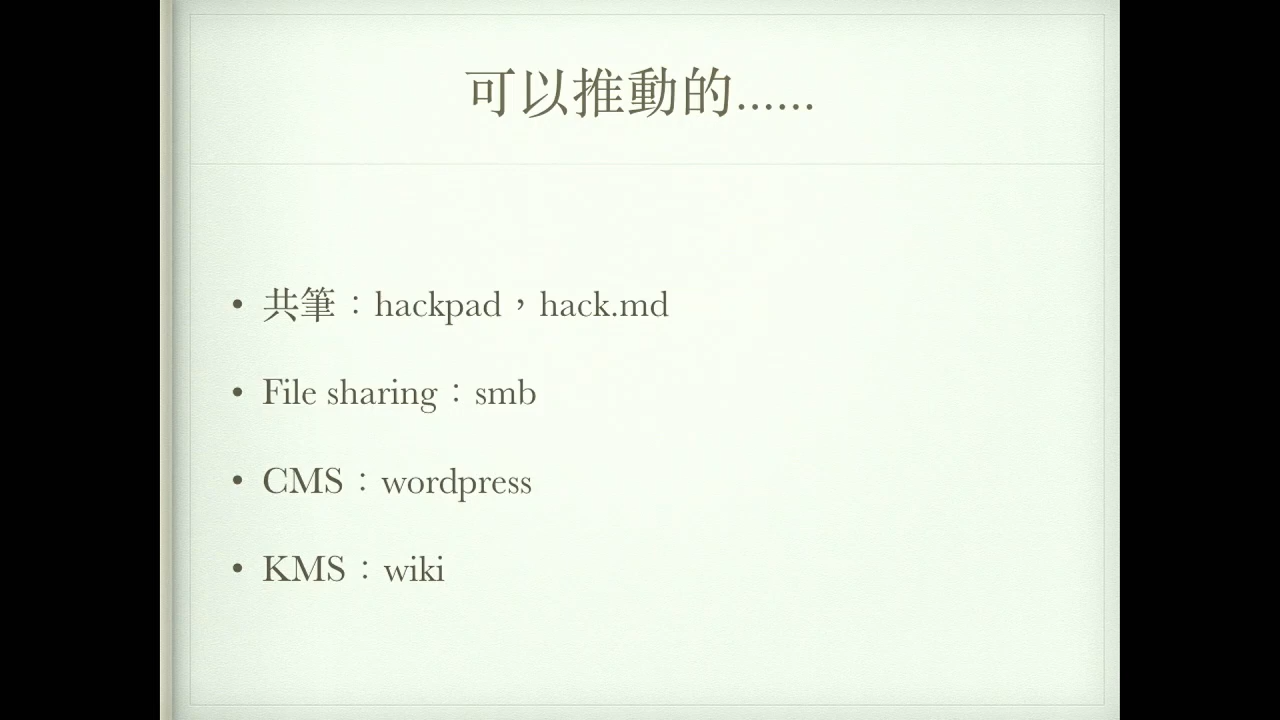 可以推動的......
• 共筆：hackpad，hack.md
• File sharing：smb
• CMS：wordpress
• KMS：wiki